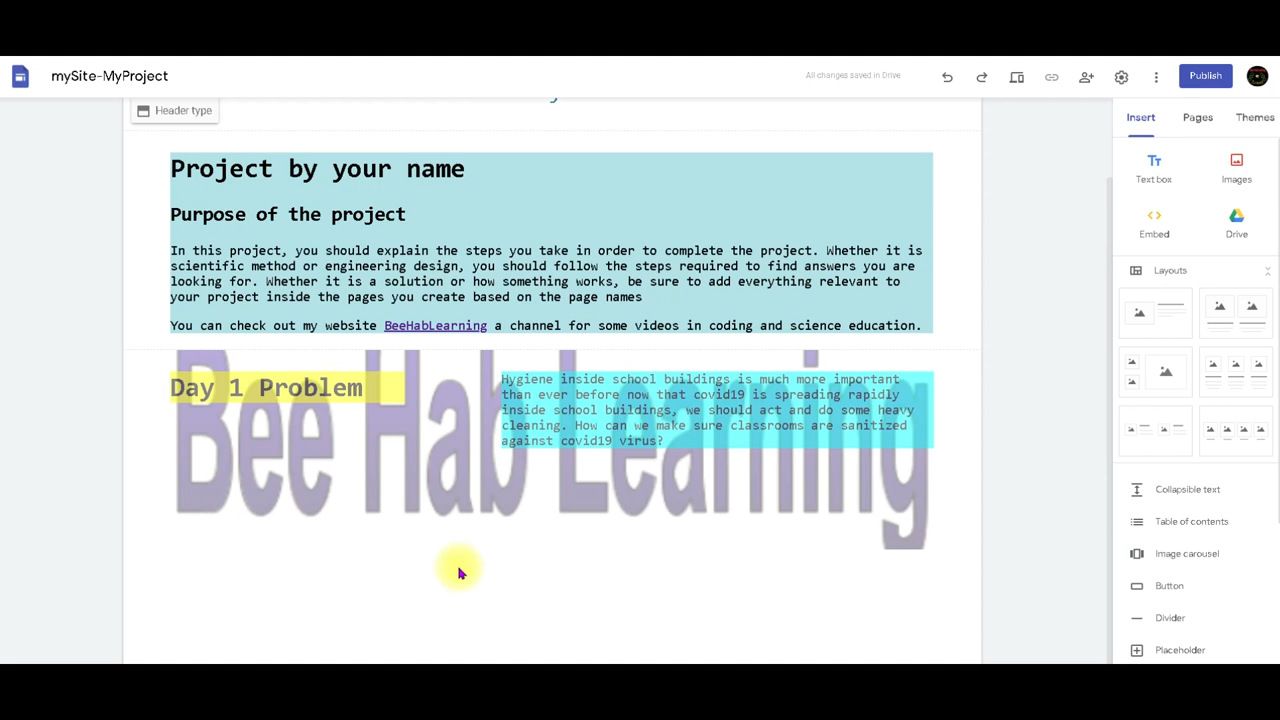 mySite-MyProject
All changes saved in Drive
Publish
Header type
Insert
Pages
Themes
Project by your name
Purpose of the project
In this project, you should explain the steps you take in order to complete the project. Whether it is
scientific method or engineering design, you should follow the steps required to find answers you are
looking for. Whether it is a solution or how something works, be sure to add everything relevant to
your project inside the pages you create based on the page names
You can check out my website BeeHabLearning a channel for some videos in coding and science education.
Day 1 Problem
Hygiene inside school buildings is much more important
than ever before now that covid19 is spreading rapidly
inside school buildings, we should act and do some heavy
cleaning. How can we make sure classrooms are sanitized
against covid19 virus?
Bee Hab Learning
Text box
Images
Embed
Drive
Layouts
Collapsible text
Table of contents
Image carousel
Button
Divider
Placeholder